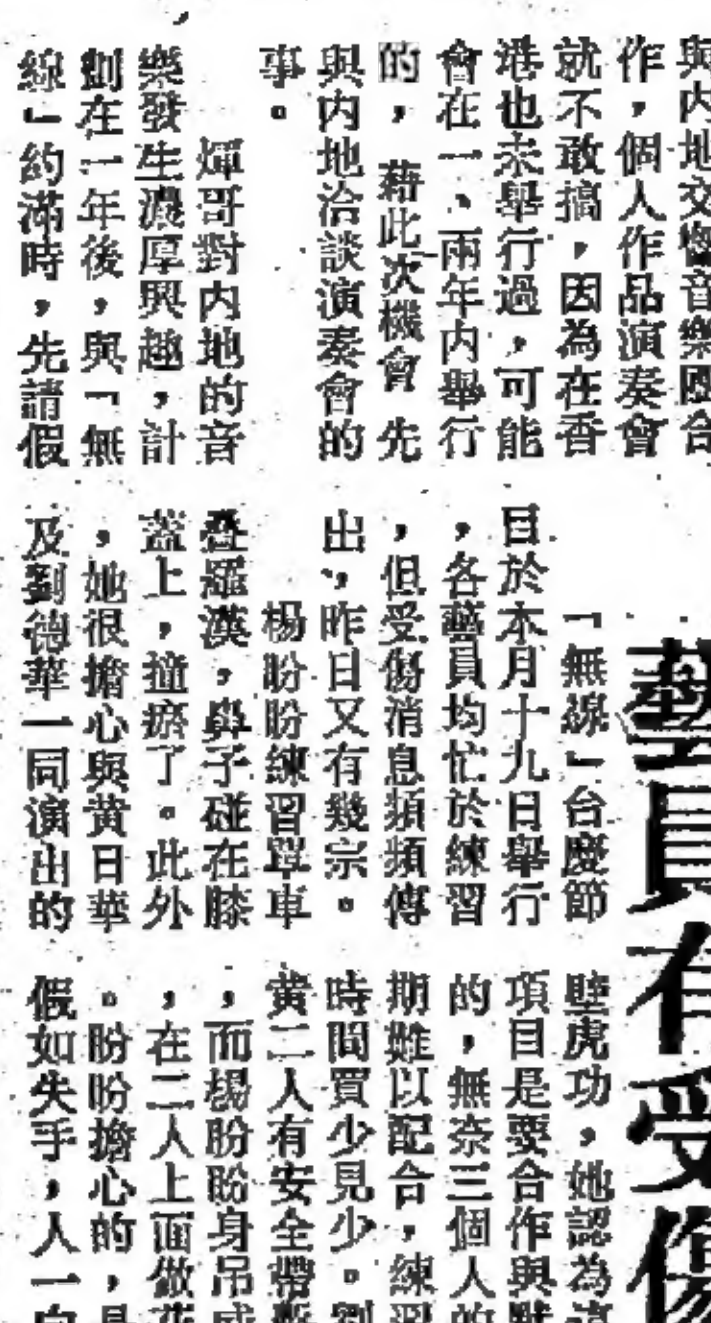 藝員有受傷
與內地交響音樂團合
作，個人作品演奏會
就不敢搞，因為在香
港也未舉行過，可能
會在一、兩年內舉行
的，藉此次機會先
與內地洽談演奏會的
事。
輝哥對內地的音
樂發生濃厚興趣，計
劃在一年後，與「無
線」約滿時，先請假
「無線」台慶節
目於本月十九日舉行
，各藝員均忙於練習
，但受傷消息頻頻傳
出，昨日又有幾宗。
楊盼盼練習單車
叠羅漢，鼻子碰在膝
蓋上，撞瘀了。此外
，她很擔心與黃日華
及劉德華一同演出的
壁虎功，她認為這
項目是要合作與默
的，無奈三個人的
期難以配合，練習
時間買少見少。劉
黃二人有安全帶
，而楊盼盼身吊
，在二人上面做花
。盼盼擔心的，是
假如失手，人一向